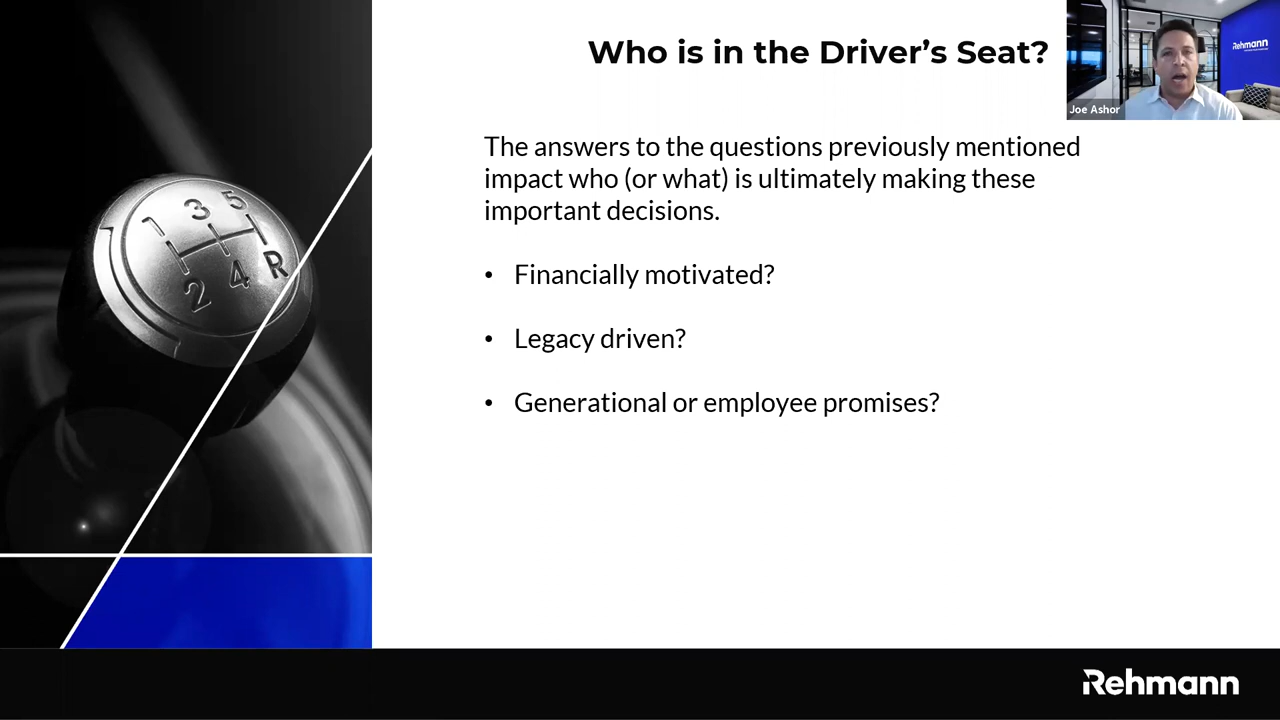 Who is in the Driver’s Seat?
Rehmann
Joe Ashor
The answers to the questions previously mentioned
impact who (or what) is ultimately making these
important decisions.
• Financially motivated?
• Legacy driven?
• Generational or employee promises?
1 3 5
2 4 R
Rehmann